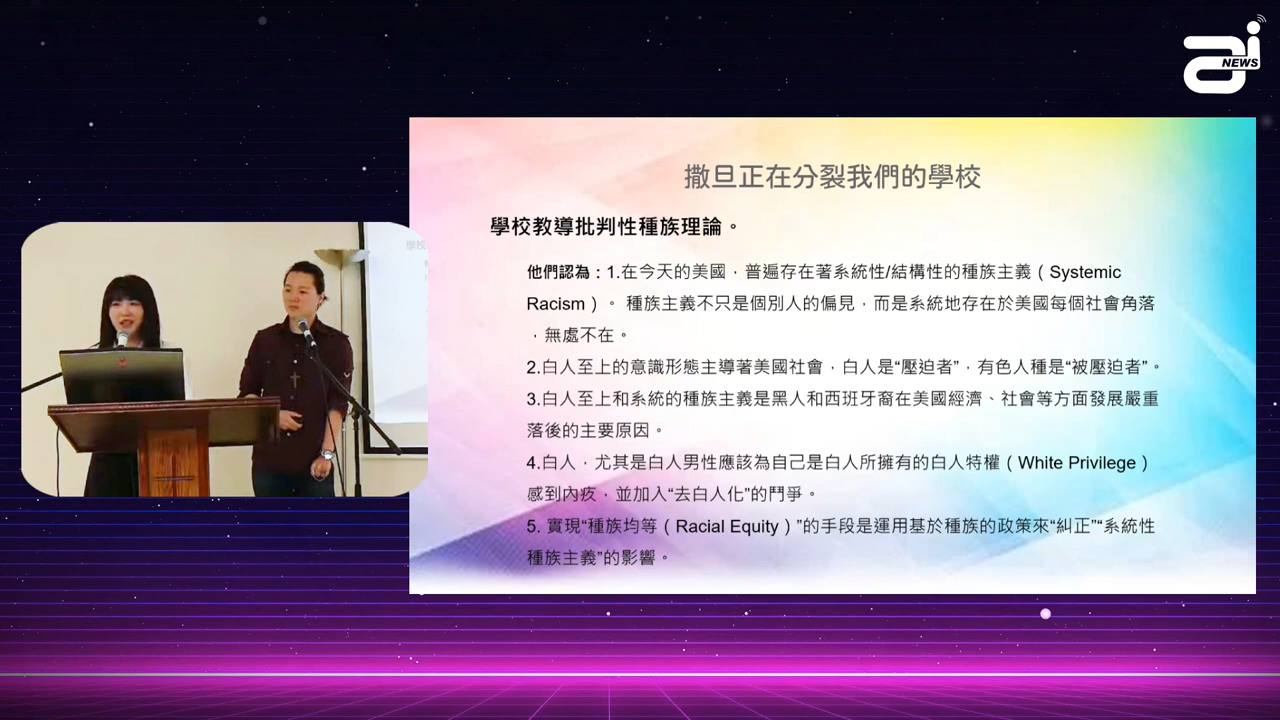 NEWS
撒旦正在分裂我們的學校
學校教導批判性種族理論。
他們認為：1.在今天的美國，普遍存在著系統性/結構性的種族主義（Systemic
Racism）。 種族主義不只是個別人的偏見，而是系統地存在於美國每個社會角落
，無處不在。
2.白人至上的意識形態主導著美國社會，白人是“壓迫者”，有色人種是“被壓迫者”。
3.白人至上和系統的種族主義是黑人和西班牙裔在美國經濟、社會等方面發展嚴重
落後的主要原因。
4.白人，尤其是白人男性應該為自己是白人所擁有的白人特權（White Privilege）
感到內疚，並加入“去白人化”的鬥爭。
5. 實現“種族均等（Racial Equity）”的手段是運用基於種族的政策來“糾正”“系統性
種族主義”的影響。